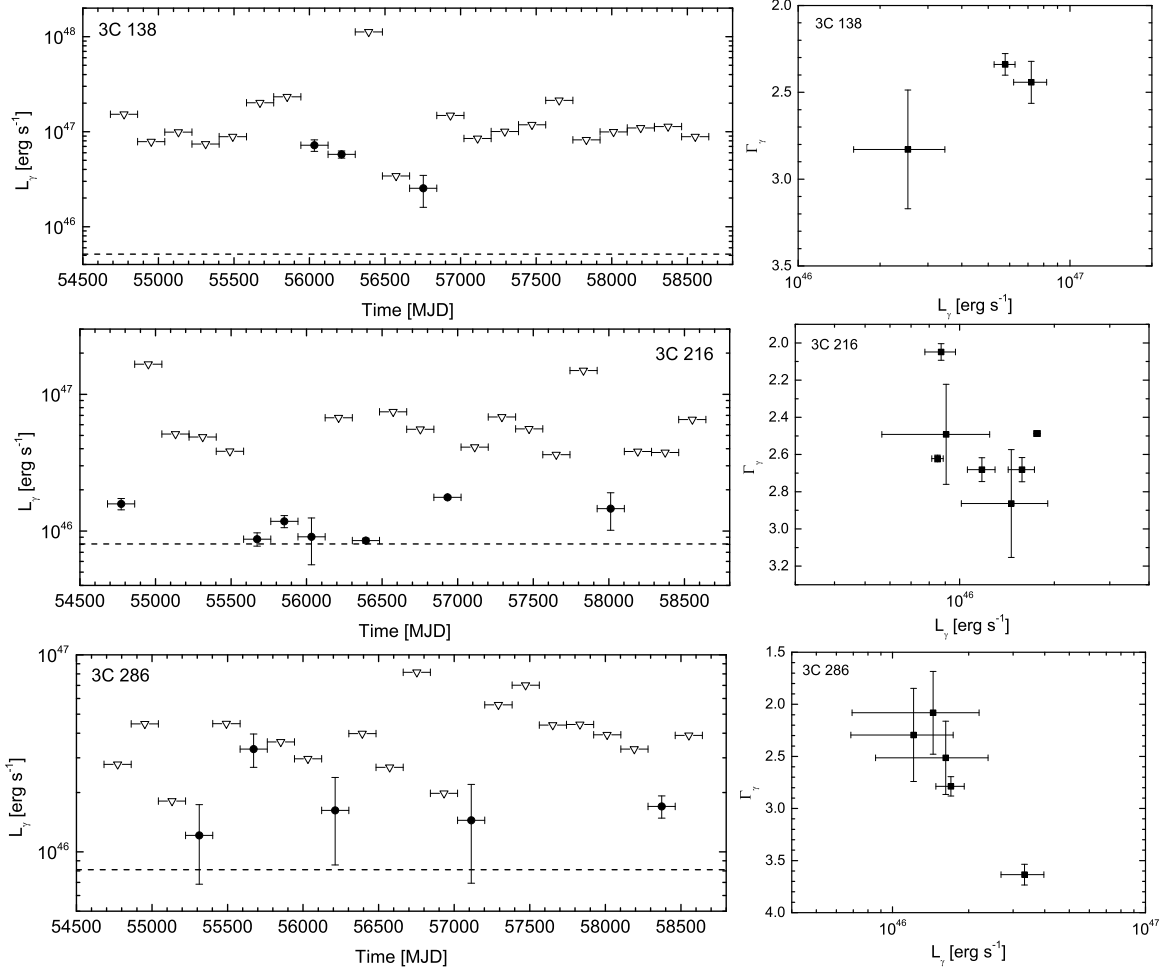 3C 138
10^48
10^47
10^46
L_γ [erg s^-1]
54500 55000 55500 56000 56500 57000 57500 58000 58500
Time [MJD]
3C 138
2.0
2.5
3.0
3.5
Γ_γ
10^46 10^47
L_γ [erg s^-1]
3C 216
10^47
10^46
L_γ [erg s^-1]
54500 55000 55500 56000 56500 57000 57500 58000 58500
Time [MJD]
3C 216
2.0
2.2
2.4
2.6
2.8
3.0
3.2
Γ_γ
10^46
L_γ [erg s^-1]
3C 286
10^47
10^46
L_γ [erg s^-1]
54500 55000 55500 56000 56500 57000 57500 58000 58500
Time [MJD]
3C 286
1.5
2.0
2.5
3.0
3.5
4.0
Γ_γ
10^46 10^47
L_γ [erg s^-1]